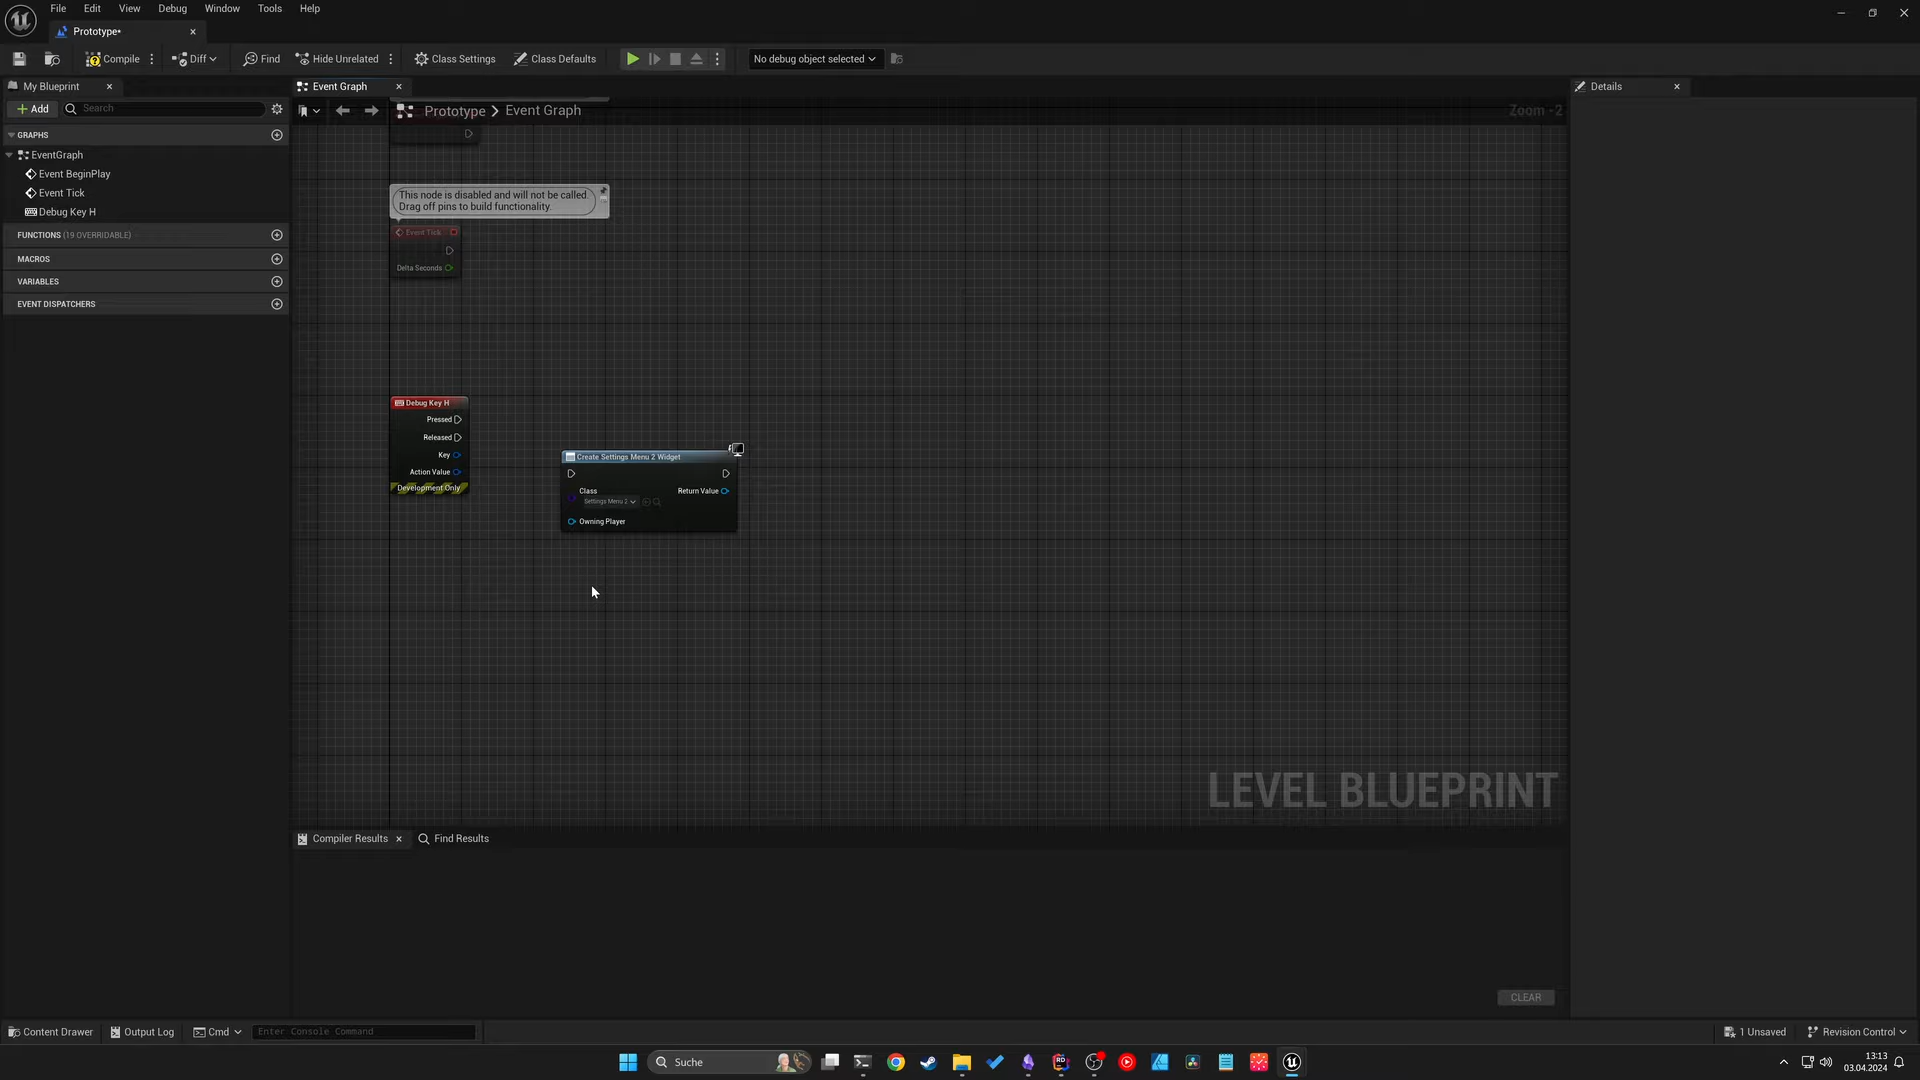 File Edit View Window Tools Help
Prototype*
Compile Diff Find Hide Unrelated Class Settings Class Defaults No debug object selected
My Blueprint
Event Graph
Details
Add Search
Prototype > Event Graph
Zoom -2
GRAPHS
EventGraph
Event BeginPlay
Event Tick
Debug Key H
FUNCTIONS (19 OVERRIDABLE)
MACROS
VARIABLES
EVENT DISPATCHERS
This node is disabled and will not be called.
Drag off pins to build functionality.
Event Tick
Delta Seconds
Debug Key H
Pressed
Released
Key
Action Value
Development Only
Create Settings Menu 2 Widget
Class
Return Value
Settings Menu 2
Owning Player
LEVEL BLUEPRINT
Compiler Results Find Results
CLEAR
Content Drawer Output Log Cmd Enter Console Command
1 Unsaved Revision Control
Suche
13:13
03.04.2024